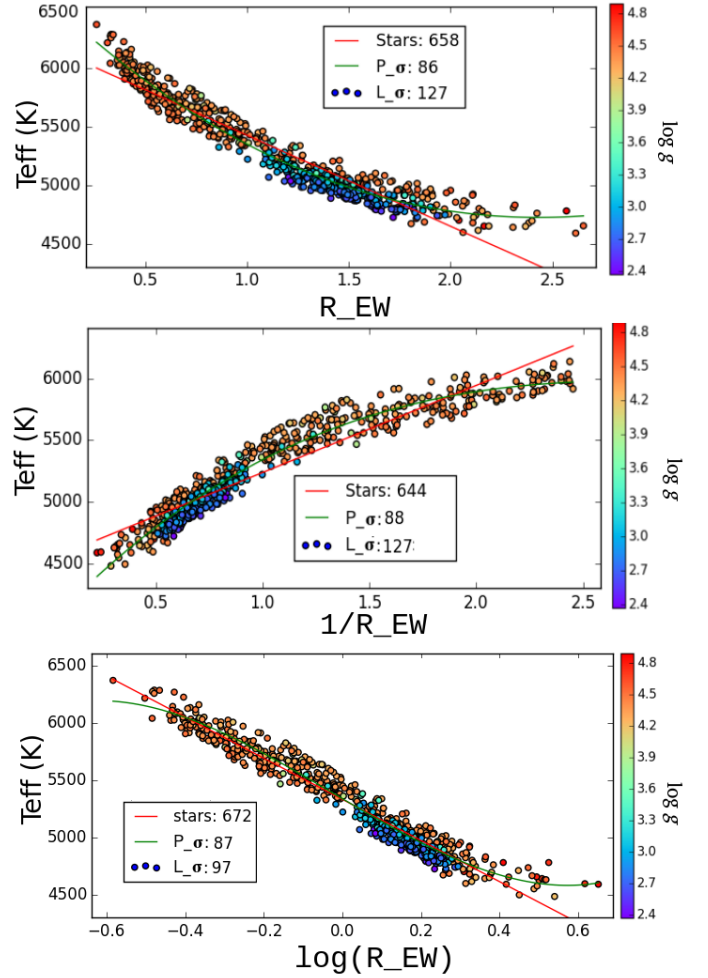 6500
6000
5500
5000
4500
Teff (K)
Stars: 658
P_σ: 86
L_σ: 127
0.5 1.0 1.5 2.0 2.5
R_EW
4.8
4.5
4.2
3.9
3.6
3.3
3.0
2.7
2.4
log g
6000
5500
5000
4500
Teff (K)
Stars: 644
P_σ: 88
L_σ: 127
0.5 1.0 1.5 2.0 2.5
1/R_EW
4.8
4.5
4.2
3.9
3.6
3.3
3.0
2.7
2.4
log g
6500
6000
5500
5000
4500
Teff (K)
stars: 672
P_σ: 87
L_σ: 97
−0.6 −0.4 −0.2 0.0 0.2 0.4 0.6
log(R_EW)
4.8
4.5
4.2
3.9
3.6
3.3
3.0
2.7
2.4
log g